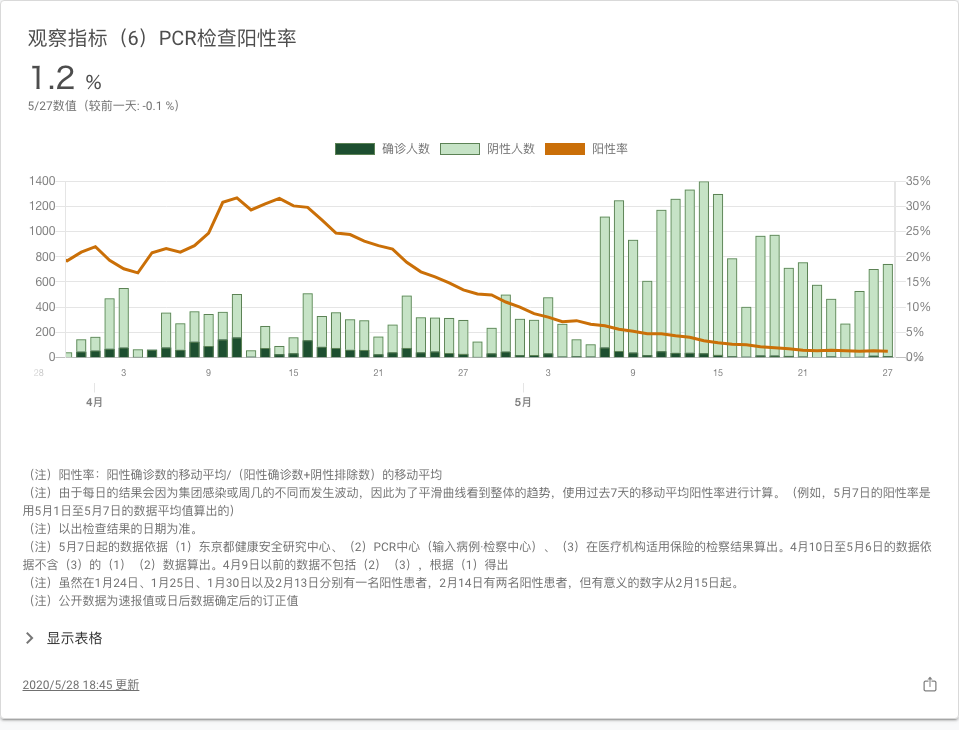 观察指标（6）PCR检查阳性率
1.2 %
5/27数值（较前一天: -0.1 %）
确诊人数 阴性人数 阳性率
1400 35%
1200 30%
1000 25%
800 20%
600 15%
400 10%
200 5%
0 0%
28 3 9 15 21 27 3 9 15 21 27
4月 5月
（注）阳性率：阳性确诊数的移动平均/（阳性确诊数+阴性排除数）的移动平均
（注）由于每日的结果会因为集团感染或周几的不同而发生波动，因此为了平滑曲线看到整体的趋势，使用过去7天的移动平均阳性率进行计算。（例如，5月7日的阳性率是
用5月1日至5月7日的数据平均值算出的）
（注）以出检查结果的日期为准。
（注）5月7日起的数据依据（1）东京都健康安全研究中心、（2）PCR中心（输入病例·检察中心）、（3）在医疗机构适用保险的检察结果算出。4月10日至5月6日的数据依
据不含（3）的（1）（2）数据算出。4月9日以前的数据不包括（2）（3），根据（1）得出
（注）虽然在1月24日、1月25日、1月30日以及2月13日分别有一名阳性患者，2月14日有两名阳性患者，但有意义的数字从2月15日起。
（注）公开数据为速报值或日后数据确定后的订正值
显示表格
2020/5/28 18:45 更新